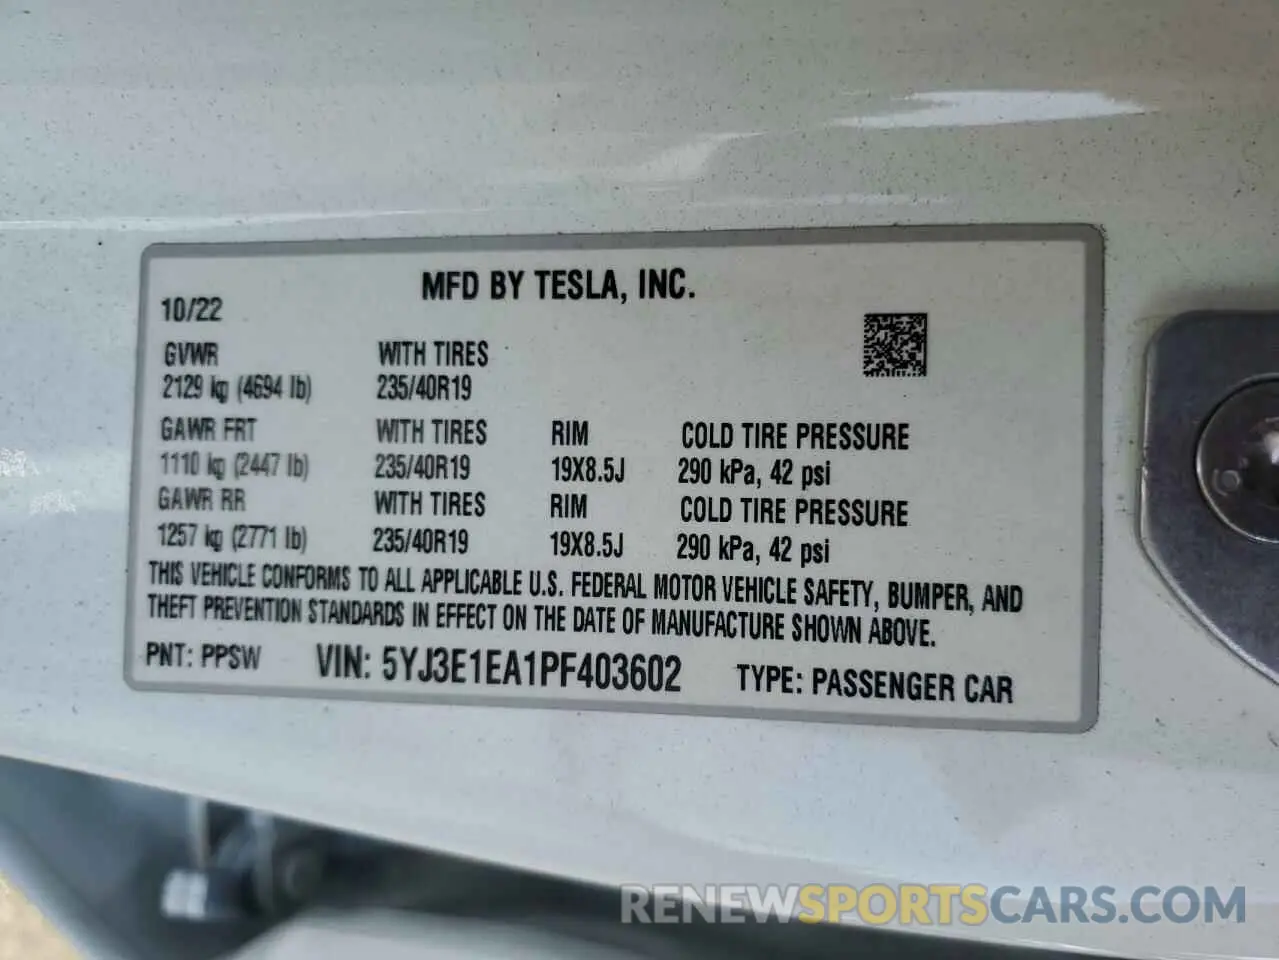 MFD BY TESLA, INC.
10/22
GVWR WITH TIRES
2129 kg (4694 lb) 235/40R19
GAWR FRT WITH TIRES RIM COLD TIRE PRESSURE
1110 kg (2447 lb) 235/40R19 19X8.5J 290 kPa, 42 psi
GAWR RR WITH TIRES RIM COLD TIRE PRESSURE
1257 kg (2771 lb) 235/40R19 19X8.5J 290 kPa, 42 psi
THIS VEHICLE CONFORMS TO ALL APPLICABLE U.S. FEDERAL MOTOR VEHICLE SAFETY, BUMPER, AND
THEFT PREVENTION STANDARDS IN EFFECT ON THE DATE OF MANUFACTURE SHOWN ABOVE.
PNT: PPSW VIN: 5YJ3E1EA1PF403602 TYPE: PASSENGER CAR
RENEWSPORTSCARS.COM